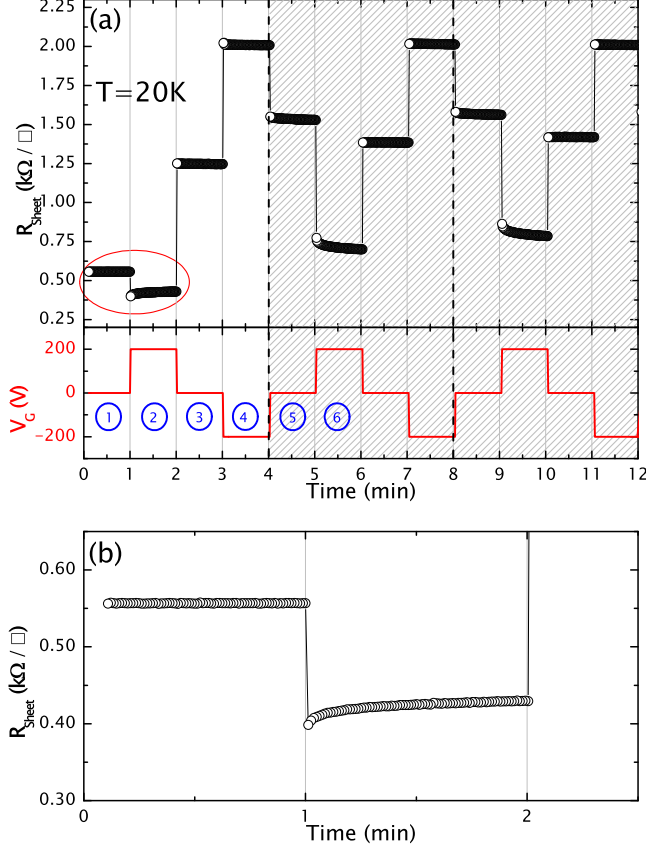 (a)
T=20K
R_Sheet (kΩ / □)
2.00
1.75
1.50
1.25
1.00
0.75
0.50
0.25
V_G (V)
200
0
-200
1 2 3 4 5 6
0 1 2 3 4 5 6 7 8 9 10 11 12
Time (min)
(b)
R_Sheet (kΩ / □)
0.60
0.50
0.40
0.30
0 1 2
Time (min)